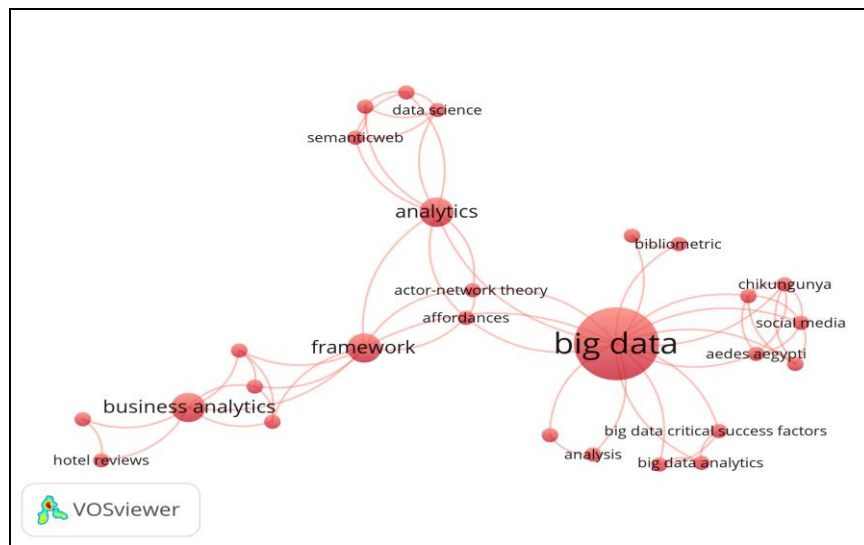 data science
semanticweb
analytics
bibliometric
actor-network theory
chikungunya
affordances
social media
framework
big data
aedes aegypti
business analytics
big data critical success factors
hotel reviews
analysis
big data analytics
VOSviewer